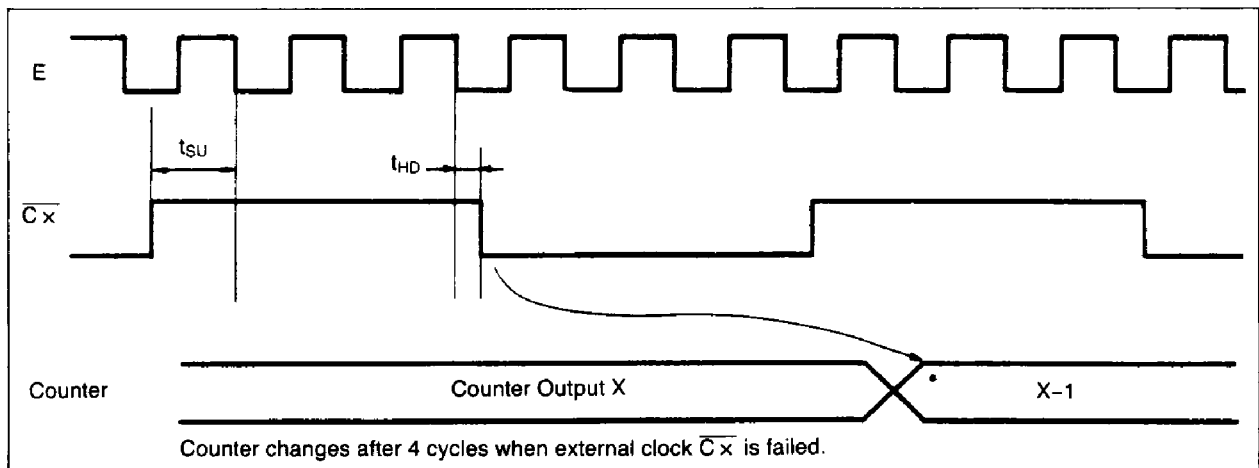 E
tSU
tHD
C̅x̅
Counter
Counter Output X
X–1
Counter changes after 4 cycles when external clock C̅x̅ is failed.